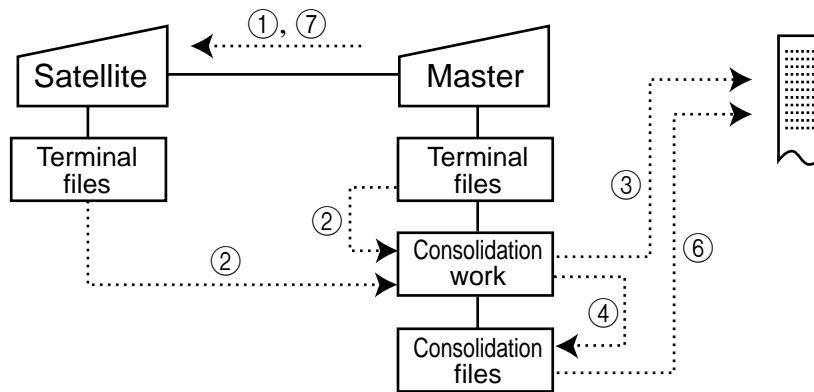 ①, ⑦
Satellite
Master
Terminal
files
Terminal
files
③
②
②
Consolidation
work
⑥
④
Consolidation
files